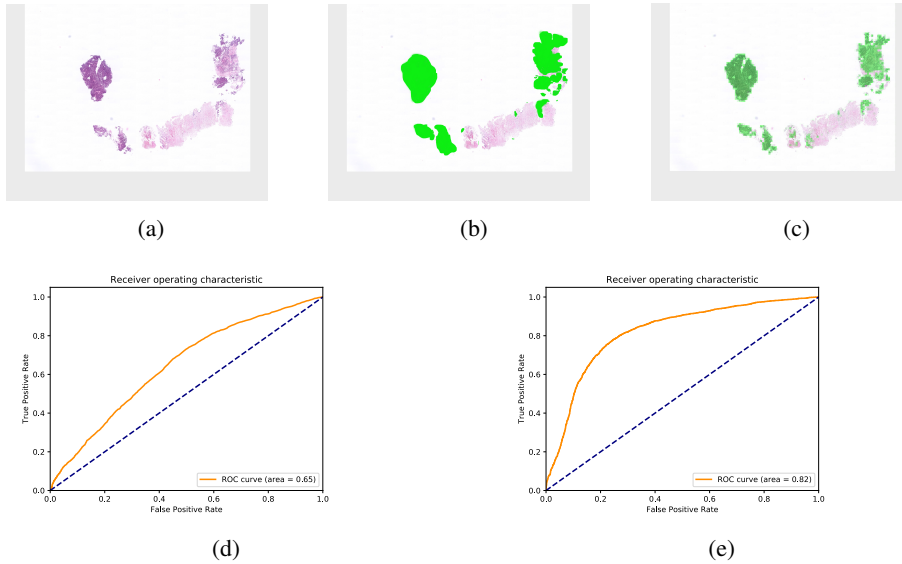 (a)
(b)
(c)
Receiver operating characteristic
True Positive Rate
1.0
0.8
0.6
0.4
0.2
0.0
0.0 0.2 0.4 0.6 0.8 1.0
False Positive Rate
ROC curve (area = 0.65)
(d)
Receiver operating characteristic
True Positive Rate
1.0
0.8
0.6
0.4
0.2
0.0
0.0 0.2 0.4 0.6 0.8 1.0
False Positive Rate
ROC curve (area = 0.82)
(e)